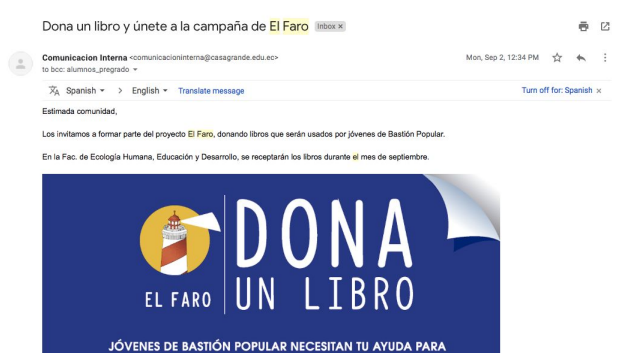 Dona un libro y únete a la campaña de El Faro Inbox ×
Comunicacion Interna <comunicacioninterna@casagrande.edu.ec> Mon, Sep 2, 12:34 PM
to bcc: alumnos_pregrado
Spanish > English Translate message Turn off for: Spanish ×
Estimada comunidad,
Los invitamos a formar parte del proyecto El Faro, donando libros que serán usados por jóvenes de Bastión Popular.
En la Fac. de Ecología Humana, Educación y Desarrollo, se receptarán los libros durante el mes de septiembre.
DONA
UN LIBRO
EL FARO
JÓVENES DE BASTIÓN POPULAR NECESITAN TU AYUDA PARA